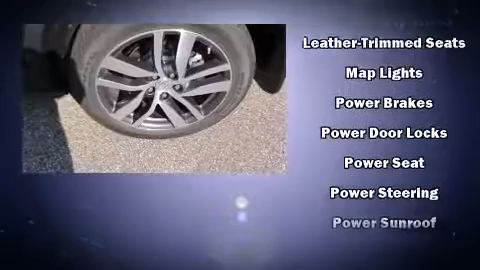 Leather-Trimmed Seats
Map Lights
Power Brakes
Power Door Locks
Power Seat
Power Steering
Power Sunroof